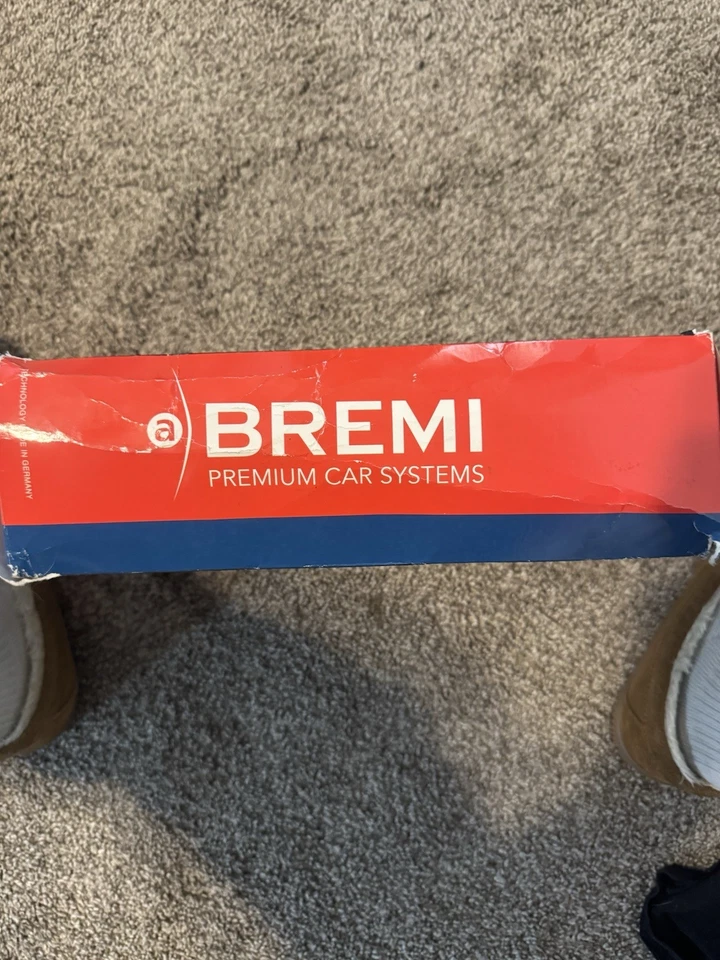 a BREMI
PREMIUM CAR SYSTEMS
IN GERMANY